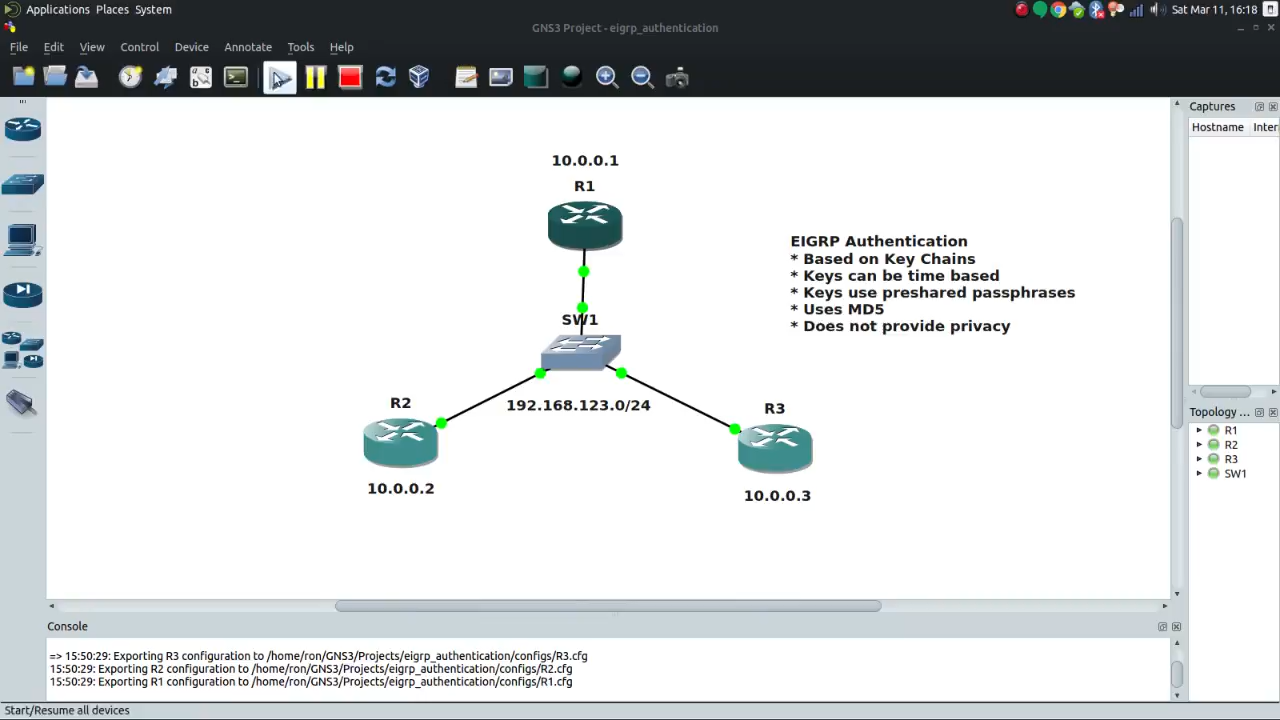 Applications Places System
Sat Mar 11, 16:18
GNS3 Project - eigrp_authentication
File Edit View Control Device Annotate Tools Help
Captures
Hostname Inter
10.0.0.1
R1
EIGRP Authentication
* Based on Key Chains
* Keys can be time based
* Keys use preshared passphrases
* Uses MD5
* Does not provide privacy
SW1
R2
192.168.123.0/24
R3
10.0.0.2
10.0.0.3
Topology ...
R1
R2
R3
SW1
Console
=> 15:50:29: Exporting R3 configuration to /home/ron/GNS3/Projects/eigrp_authentication/configs/R3.cfg
15:50:29: Exporting R2 configuration to /home/ron/GNS3/Projects/eigrp_authentication/configs/R2.cfg
15:50:29: Exporting R1 configuration to /home/ron/GNS3/Projects/eigrp_authentication/configs/R1.cfg
Start/Resume all devices